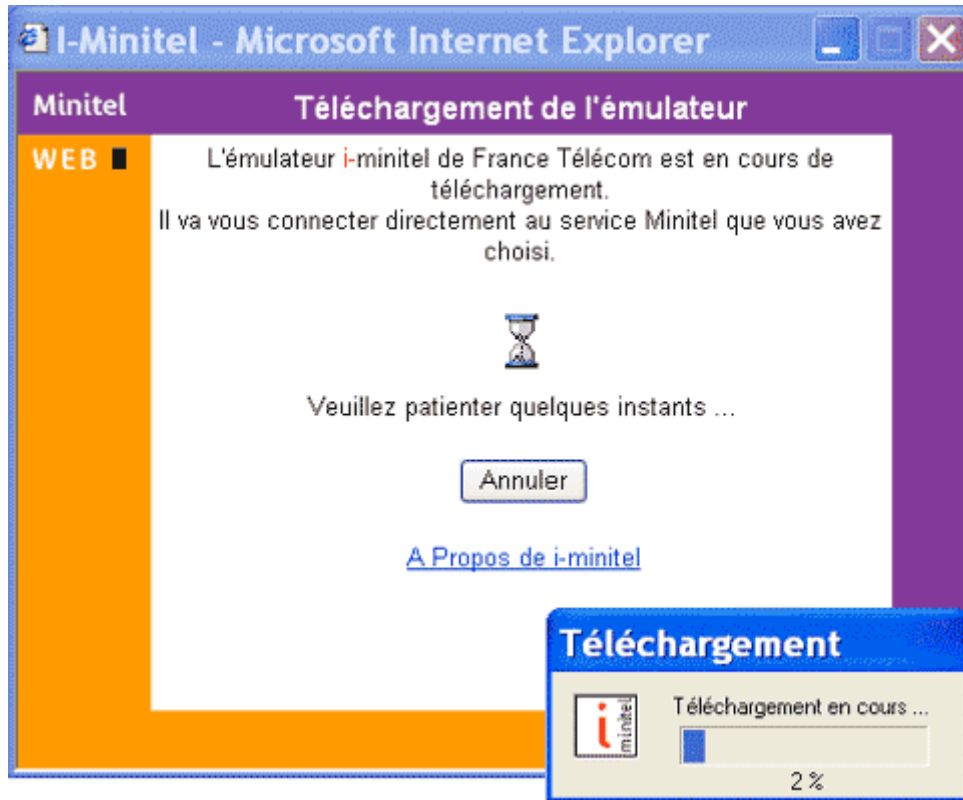 I-Minitel - Microsoft Internet Explorer
Minitel
Téléchargement de l'émulateur
WEB
L'émulateur i-minitel de France Télécom est en cours de
téléchargement.
Il va vous connecter directement au service Minitel que vous avez
choisi.
Veuillez patienter quelques instants ...
Annuler
A Propos de i-minitel
Téléchargement
i minitel
Téléchargement en cours ...
2 %